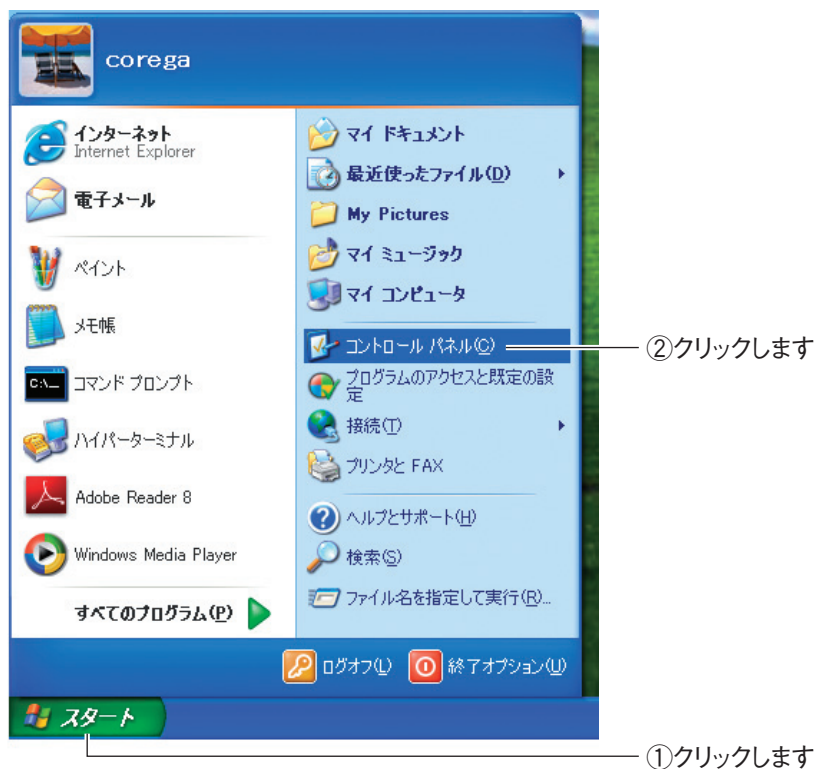 corega
インターネット
Internet Explorer
電子メール
ペイント
メモ帳
C:\_
コマンド プロンプト
ハイパーターミナル
Adobe Reader 8
Windows Media Player
すべてのプログラム(P)
マイ ドキュメント
最近使ったファイル(D)
My Pictures
マイ ミュージック
マイ コンピュータ
コントロール パネル(C)
②クリックします
プログラムのアクセスと既定の設
定
接続(T)
プリンタと FAX
ヘルプとサポート(H)
検索(S)
ファイル名を指定して実行(R)...
ログオフ(L)
終了オプション(U)
スタート
①クリックします